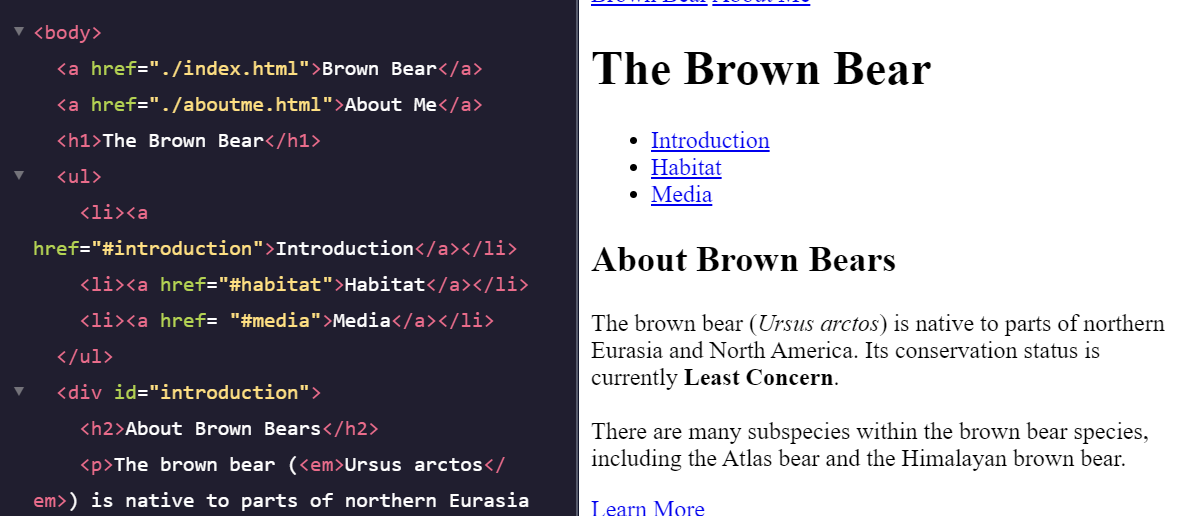 <body>
<a href="./index.html">Brown Bear</a>
<a href="./aboutme.html">About Me</a>
<h1>The Brown Bear</h1>
<ul>
<li><a
href="#introduction">Introduction</a></li>
<li><a href="#habitat">Habitat</a></li>
<li><a href= "#media">Media</a></li>
</ul>
<div id="introduction">
<h2>About Brown Bears</h2>
<p>The brown bear (<em>Ursus arctos</
em>) is native to parts of northern Eurasia
Brown Bear About Me
The Brown Bear
Introduction
Habitat
Media
About Brown Bears
The brown bear (Ursus arctos) is native to parts of northern
Eurasia and North America. Its conservation status is
currently Least Concern.
There are many subspecies within the brown bear species,
including the Atlas bear and the Himalayan brown bear.
Learn More